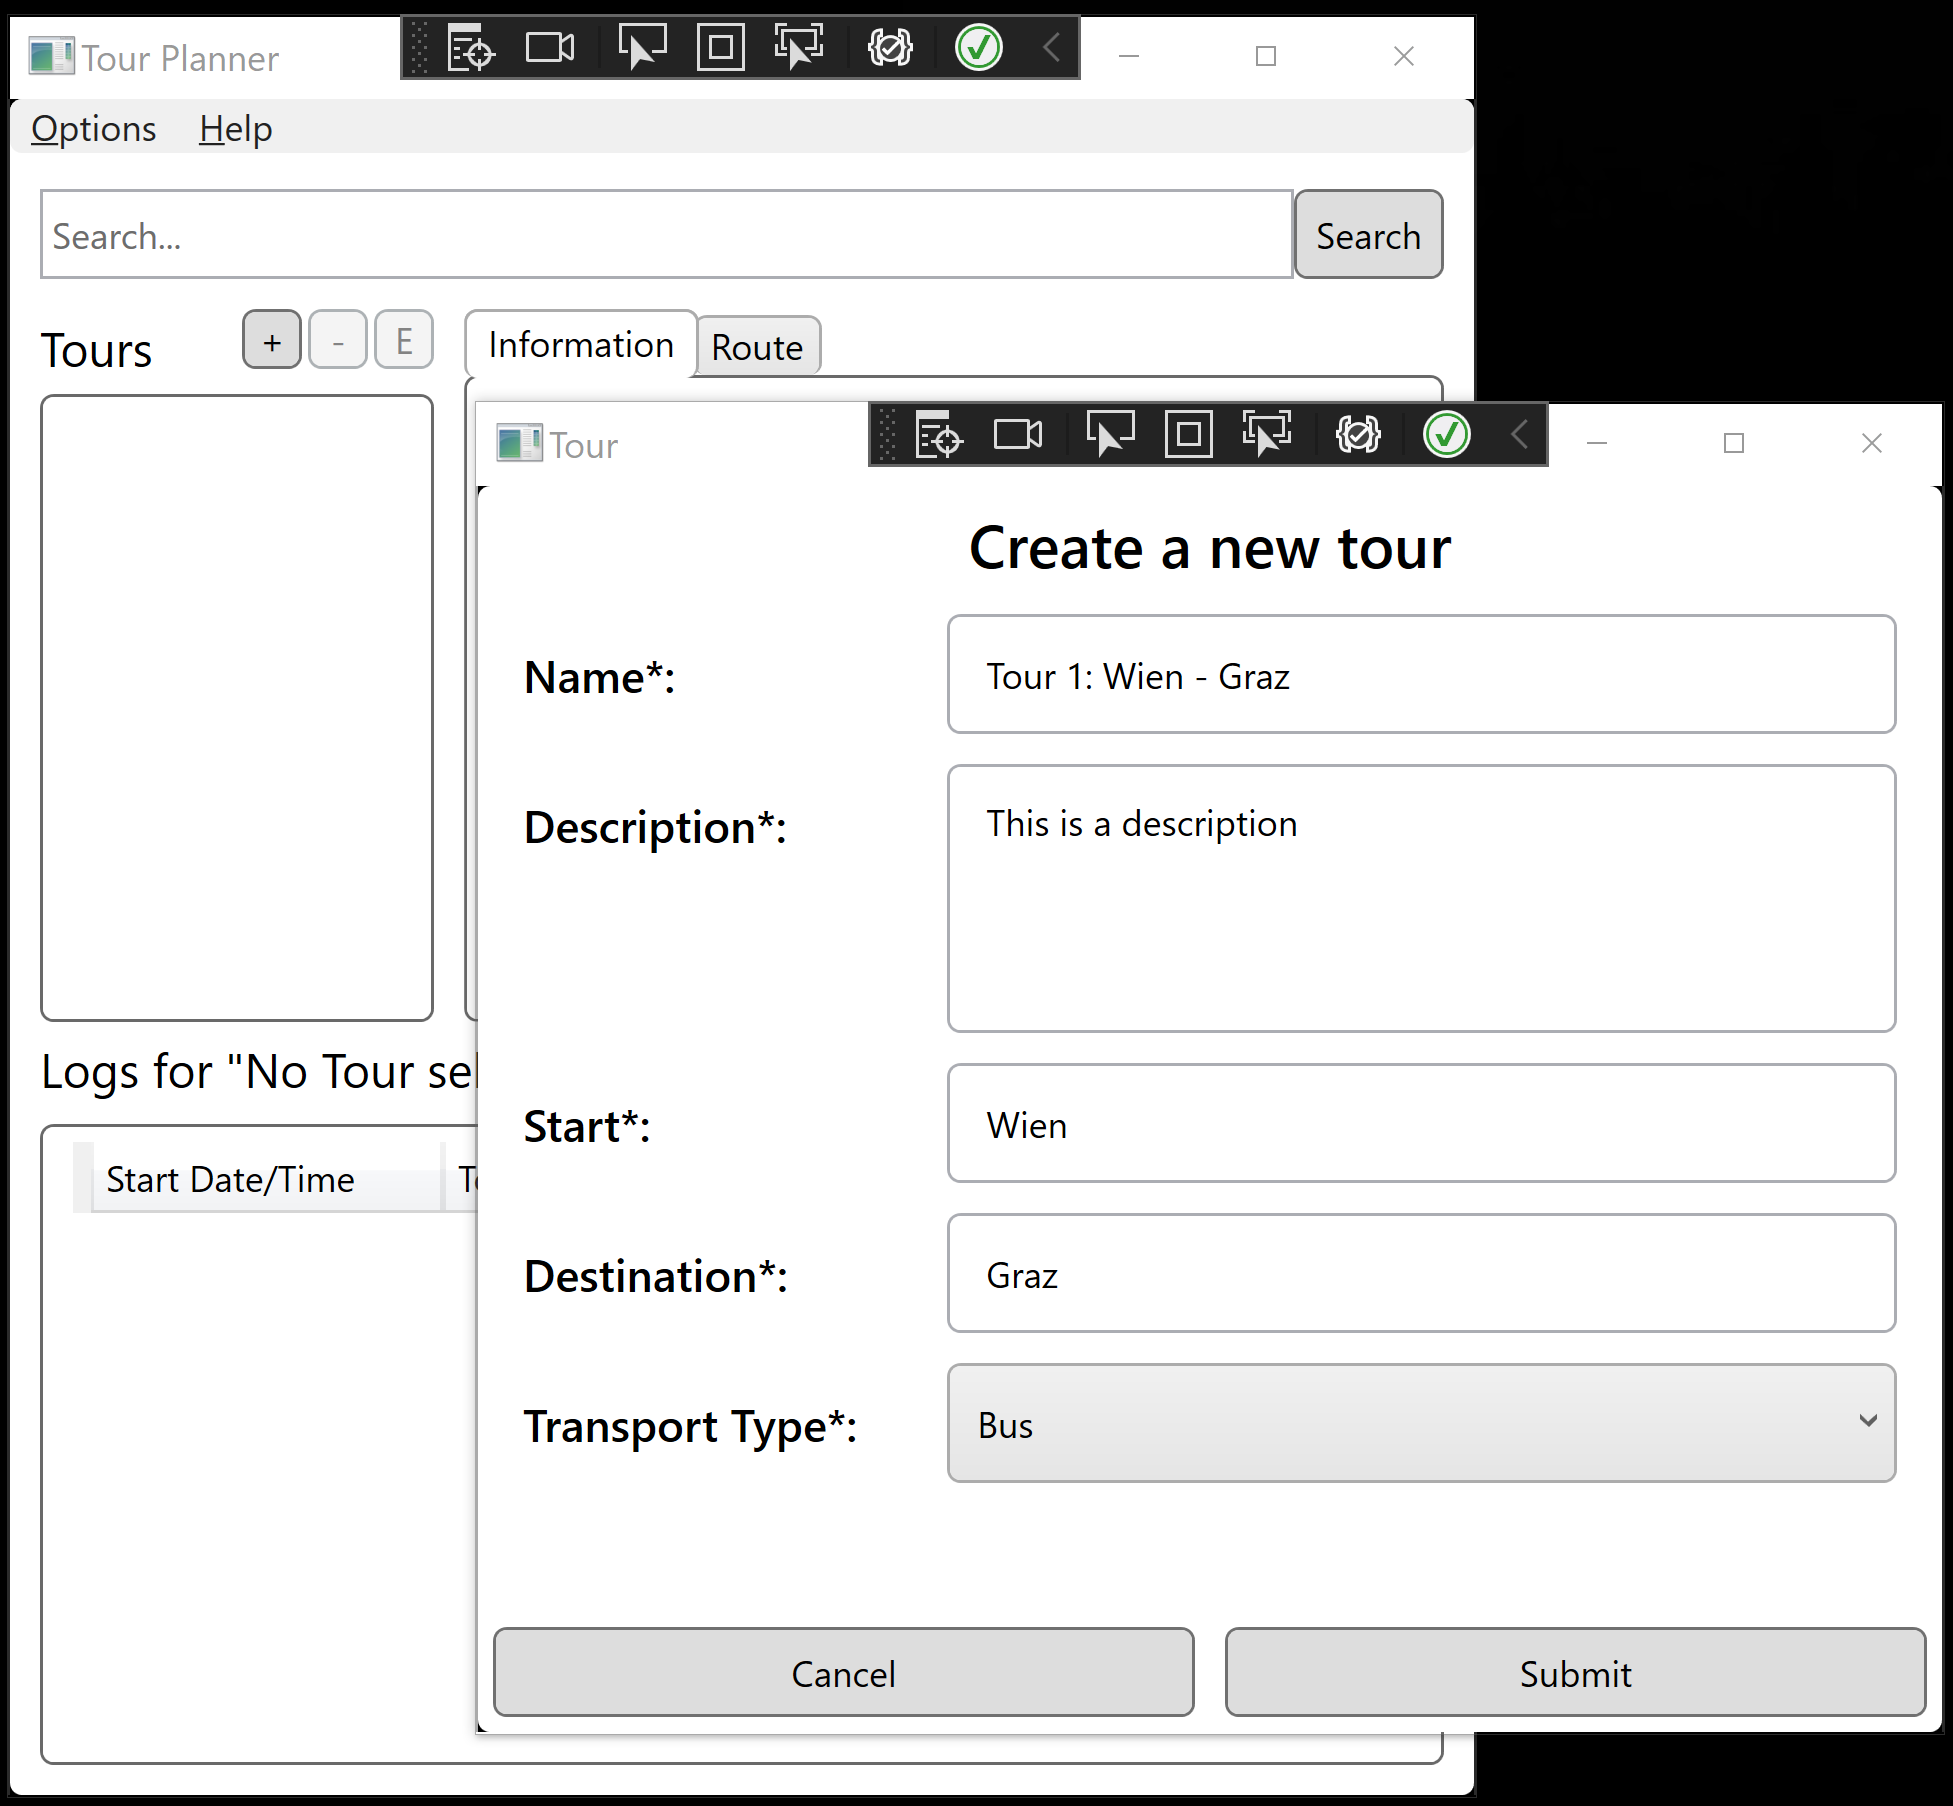 Tour Planner
Options Help
Search...
Search
Tours
+
-
E
Information
Route
Logs for "No Tour sel
Start Date/Time
Tour
Create a new tour
Name*:
Tour 1: Wien - Graz
Description*:
This is a description
Start*:
Wien
Destination*:
Graz
Transport Type*:
Bus
Cancel
Submit